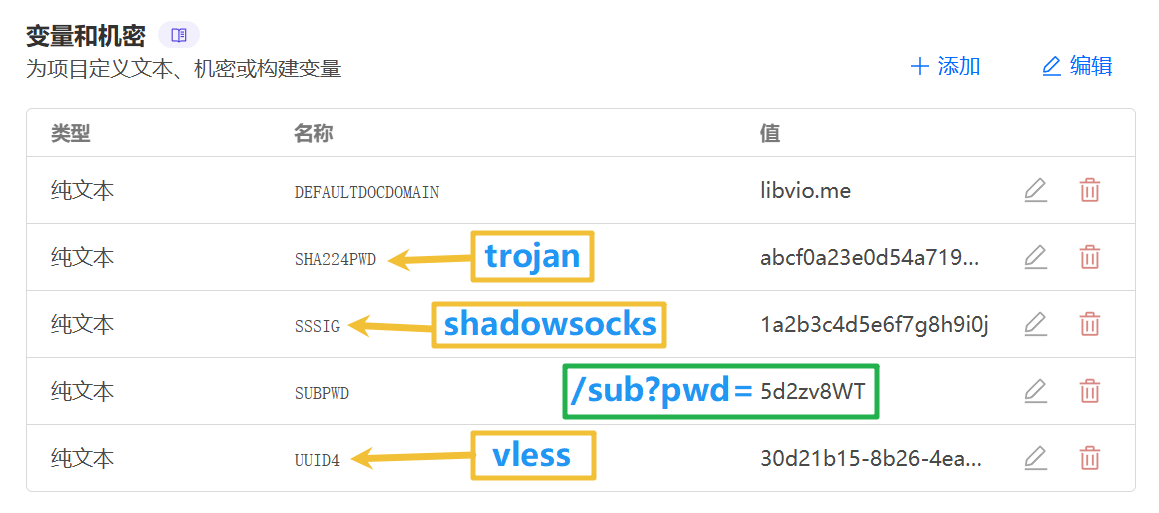 变量和机密
为项目定义文本、机密或构建变量
添加 编辑
类型 名称 值
纯文本 DEFAULTDOCDOMAIN libvio.me
纯文本 SHA224PWD trojan abcf0a23e0d54a719...
纯文本 SSSIG shadowsocks 1a2b3c4d5e6f7g8h9i0j
纯文本 SUBPWD /sub?pwd= 5d2zv8WT
纯文本 UUID4 vless 30d21b15-8b26-4ea...